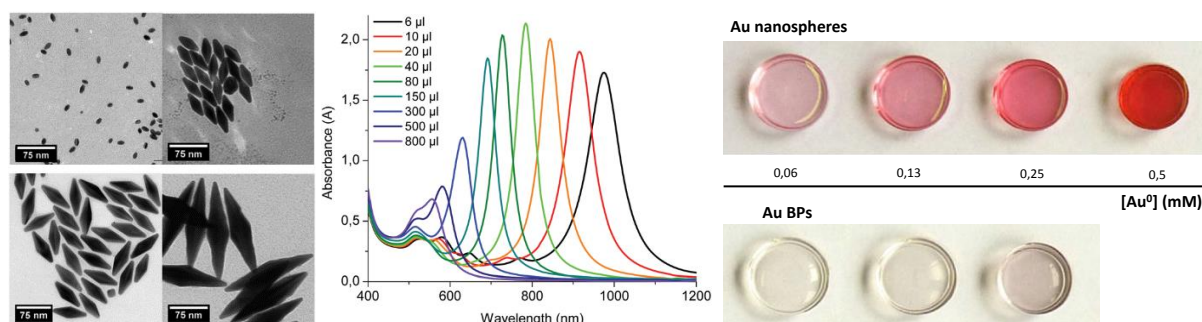 75 nm
75 nm
75 nm
75 nm
Absorbance (A)
2,0
1,5
1,0
0,5
0,0
6 µl
10 µl
20 µl
40 µl
80 µl
150 µl
300 µl
500 µl
800 µl
400
600
800
1000
1200
Wavelength (nm)
Au nanospheres
0,06
0,13
0,25
0,5
[Au⁰] (mM)
Au BPs